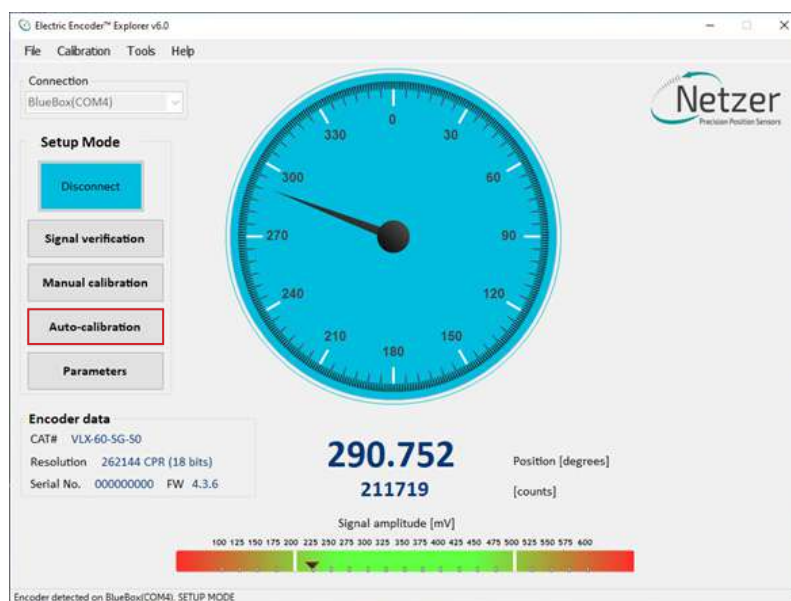 Electric Encoder™ Explorer v6.0
File Calibration Tools Help
Connection
BlueBox(COM4)
Netzer
Precision Position Sensors
Setup Mode
Disconnect
Signal verification
Manual calibration
Auto-calibration
Parameters
0
330 30
300 60
270 90
240 120
210 150
180
Encoder data
CAT# VLX-60-SG-50
Resolution 262144 CPR (18 bits)
Serial No. 000000000 FW 4.3.6
290.752 Position [degrees]
211719 [counts]
Signal amplitude [mV]
100 125 150 175 200 225 250 275 300 325 350 375 400 425 450 475 500 525 550 575 600
Encoder detected on BlueBox(COM4), SETUP MODE